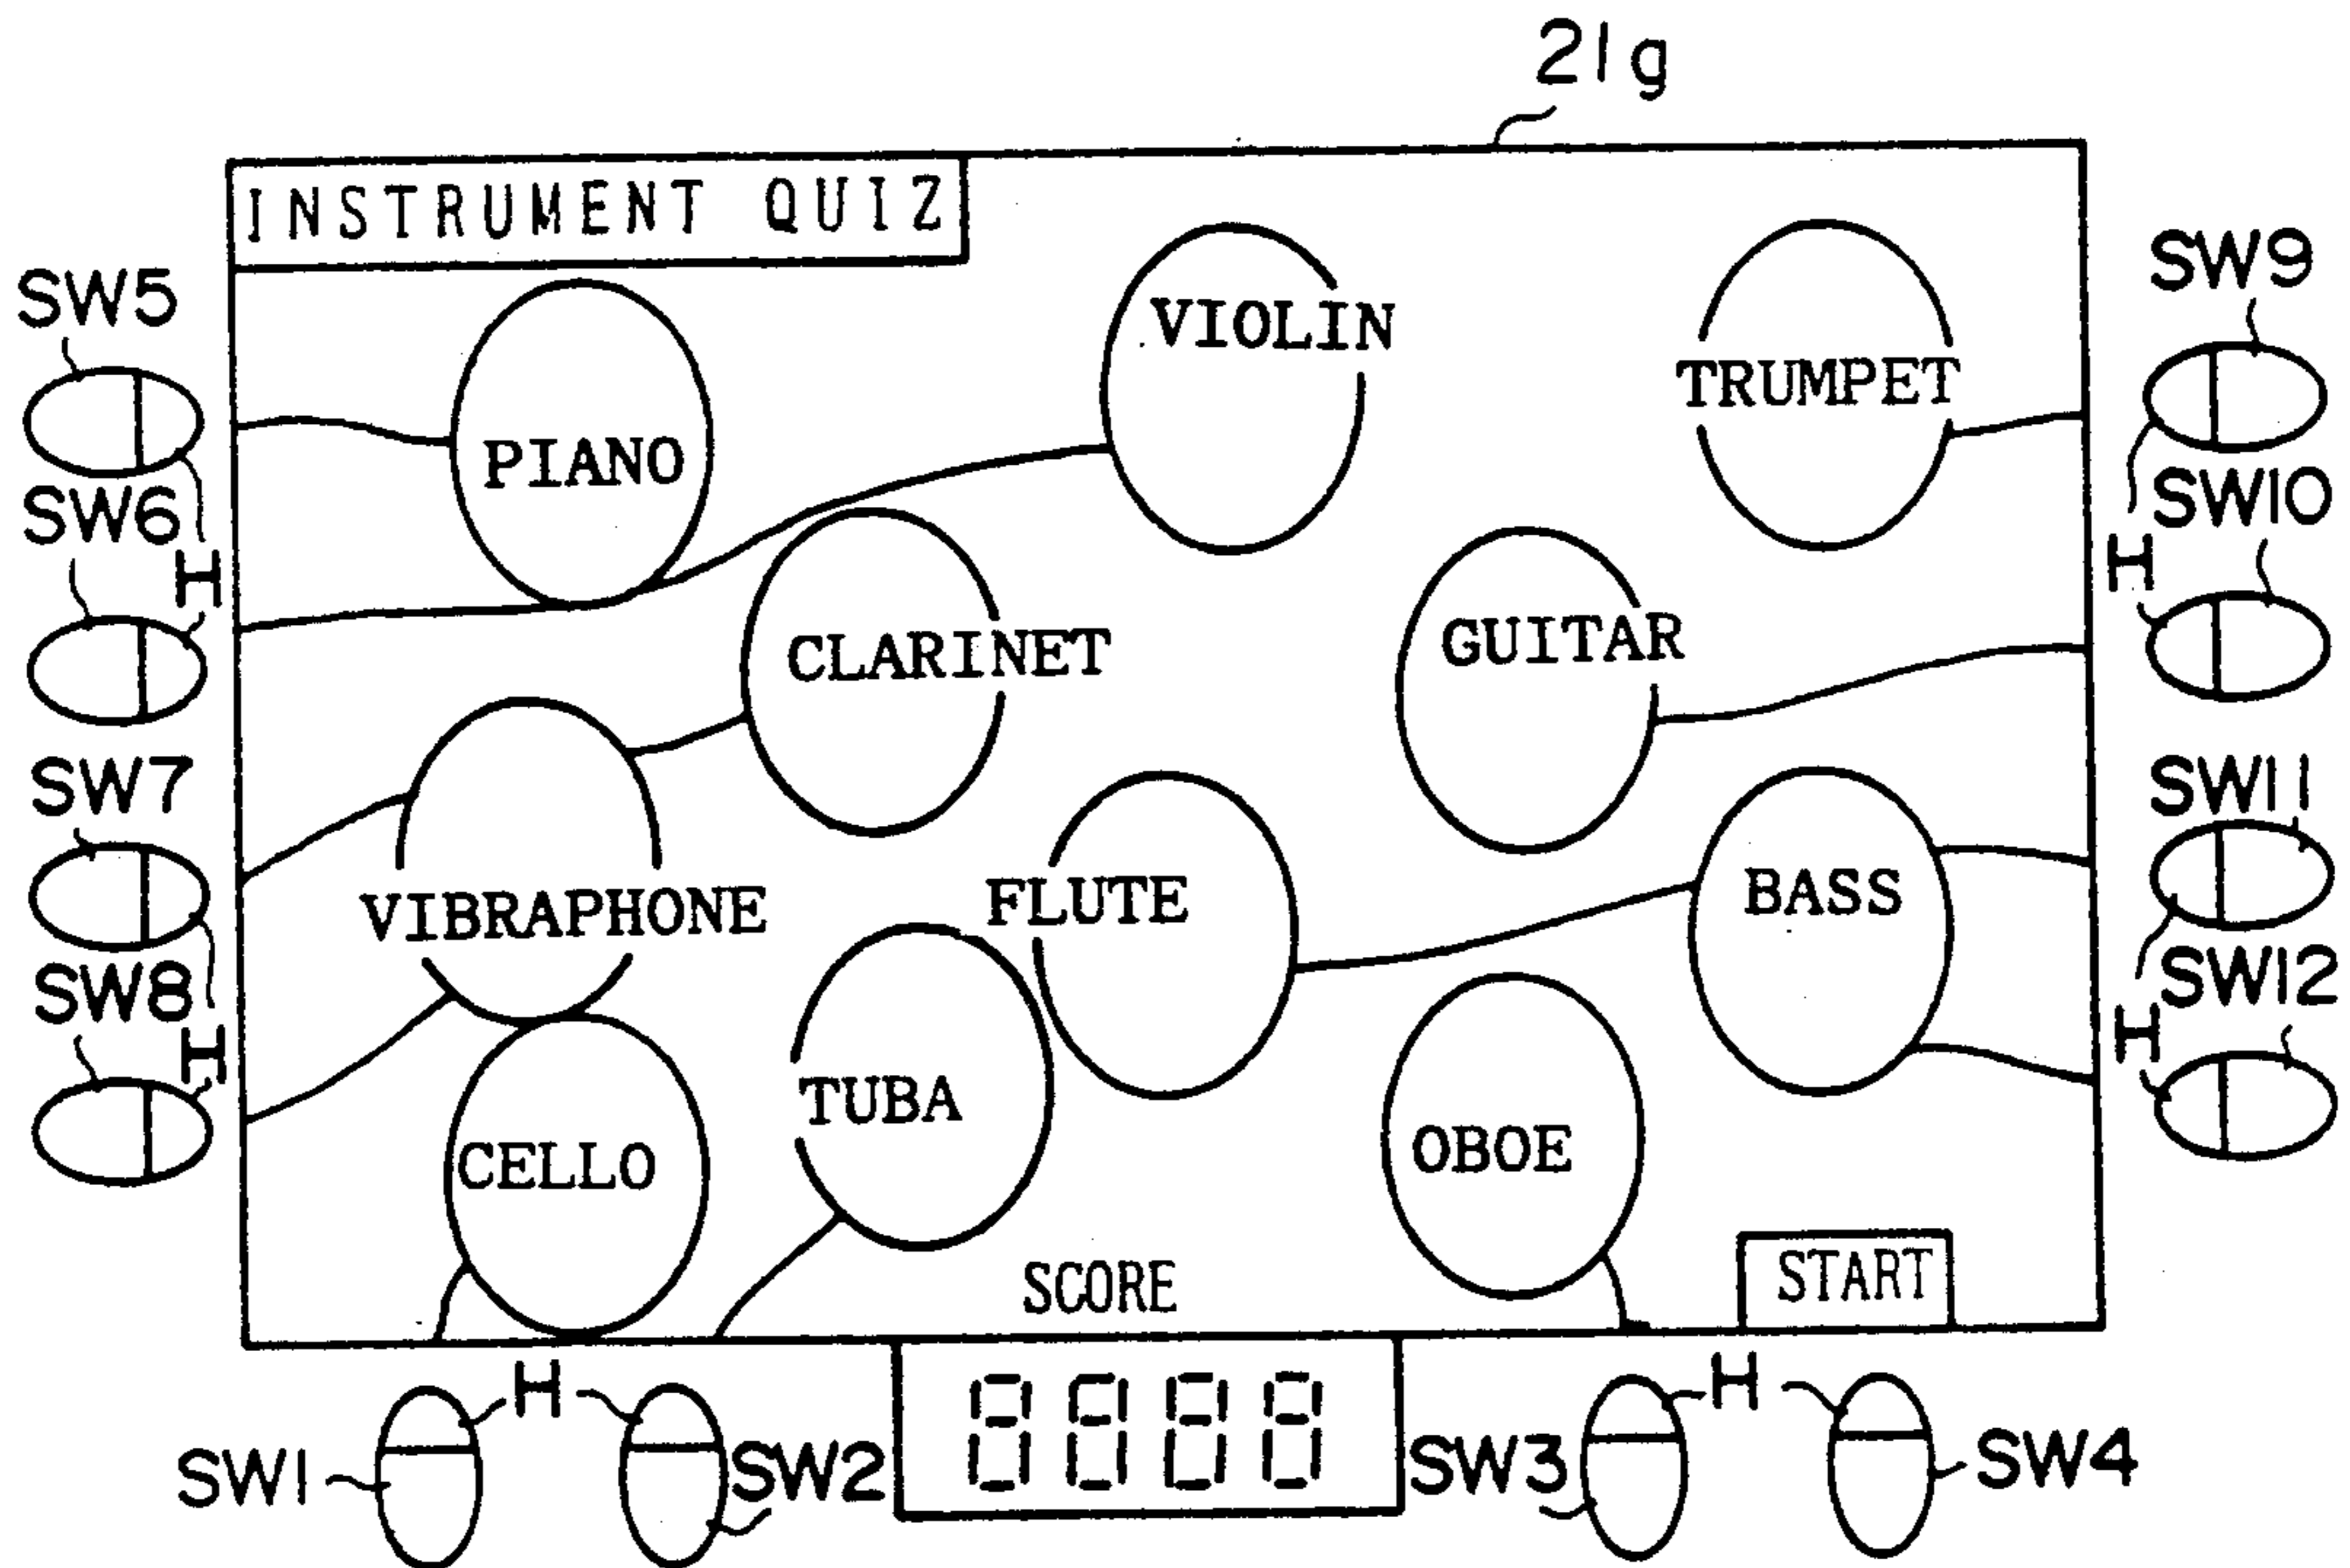 21g
INSTRUMENT QUIZ
SW5
SW9
VIOLIN
TRUMPET
PIANO
SW6
SW10
H
H
CLARINET
GUITAR
SW7
SW11
VIBRAPHONE
FLUTE
BASS
SW8
SW12
H
H
TUBA
CELLO
OBOE
SCORE
START
H
H
8888
SW1
SW2
SW3
SW4